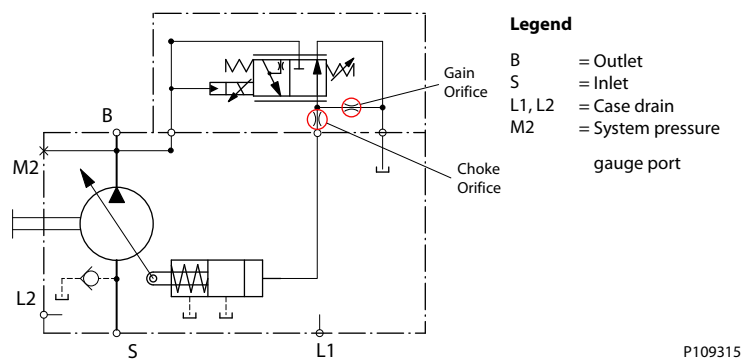 Legend
B = Outlet
S = Inlet
L1, L2 = Case drain
M2 = System pressure
gauge port
Gain
Orifice
B
M2
Choke
Orifice
L2
S
L1
P109315